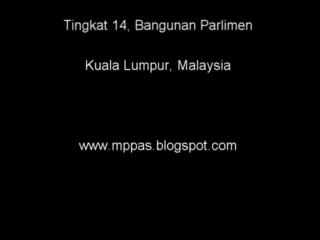 Tingkat 14, Bangunan Parlimen
Kuala Lumpur, Malaysia
www.mppas.blogspot.com